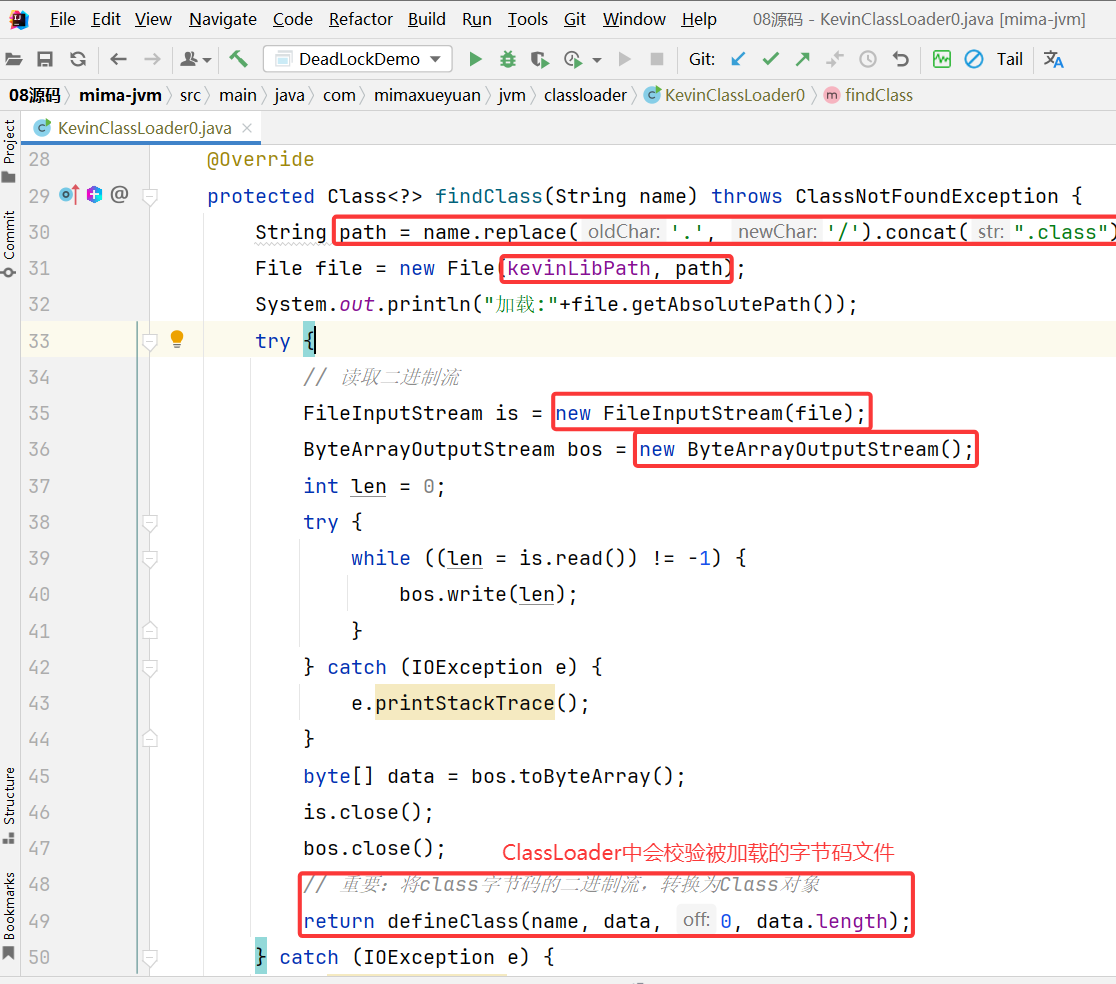 File Edit View Navigate Code Refactor Build Run Tools Git Window Help 08源码 - KevinClassLoader0.java [mima-jvm]
DeadLockDemo Git: Tail
08源码 mima-jvm src main java com mimaxueyuan jvm classloader KevinClassLoader0 findClass
KevinClassLoader0.java
Project
Commit
Structure
Bookmarks
28 @Override
29 protected Class<?> findClass(String name) throws ClassNotFoundException {
30 String path = name.replace( oldChar: '.', newChar: '/').concat( str: ".class")
31 File file = new File(kevinLibPath, path);
32 System.out.println("加载:"+file.getAbsolutePath());
33 try {
34 // 读取二进制流
35 FileInputStream is = new FileInputStream(file);
36 ByteArrayOutputStream bos = new ByteArrayOutputStream();
37 int len = 0;
38 try {
39 while ((len = is.read()) != -1) {
40 bos.write(len);
41 }
42 } catch (IOException e) {
43 e.printStackTrace();
44 }
45 byte[] data = bos.toByteArray();
46 is.close();
47 bos.close();
ClassLoader中会校验被加载的字节码文件
48 // 重要：将class字节码的二进制流，转换为Class对象
49 return defineClass(name, data, off: 0, data.length);
50 } catch (IOException e) {